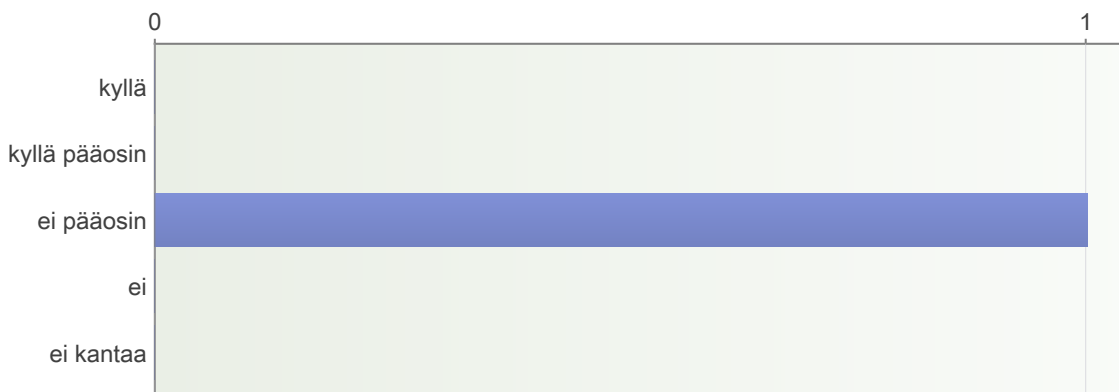 0 1
kyllä
kyllä pääosin
ei pääosin
ei
ei kantaa